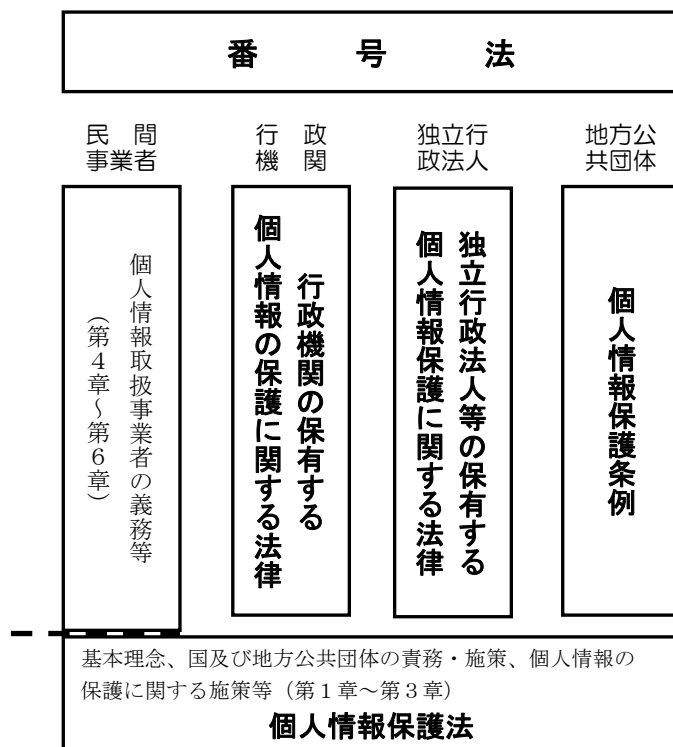 番　号　法
民　間
事業者
行　政
機　関
独立行
政法人
地方公
共団体
個人情報取扱事業者の義務等
（第４章～第６章）
行政機関の保有する
個人情報の保護に関する法律
独立行政法人等の保有する
個人情報保護に関する法律
個人情報保護条例
基本理念、国及び地方公共団体の責務・施策、個人情報の
保護に関する施策等（第１章～第３章）
個人情報保護法